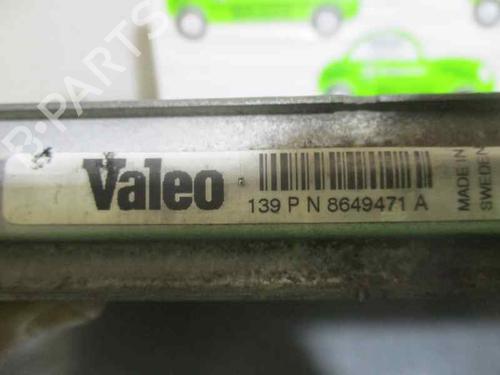 Valeo
139 P N 8649471 A
MADE IN
SWEDEN
B-PARTS